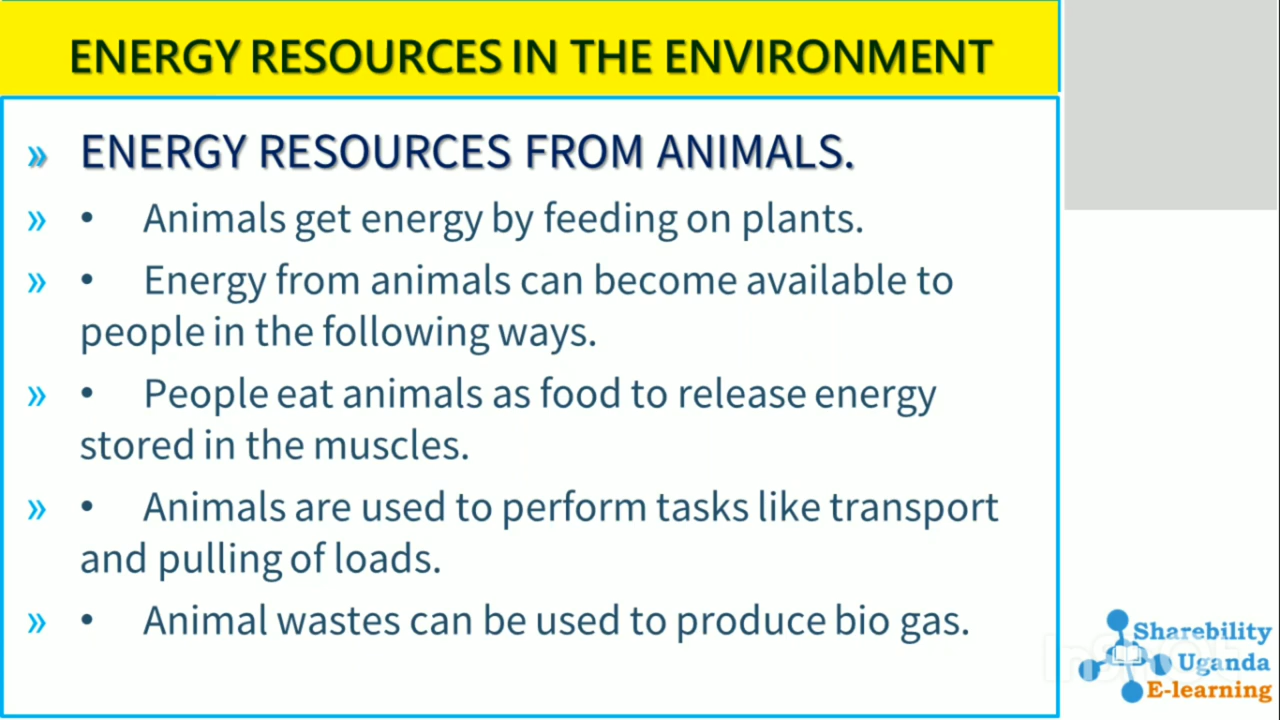 ENERGY RESOURCES IN THE ENVIRONMENT
» ENERGY RESOURCES FROM ANIMALS.
» • Animals get energy by feeding on plants.
» • Energy from animals can become available to
people in the following ways.
» • People eat animals as food to release energy
stored in the muscles.
» • Animals are used to perform tasks like transport
and pulling of loads.
» • Animal wastes can be used to produce bio gas.
Sharebility
Uganda
E-learning